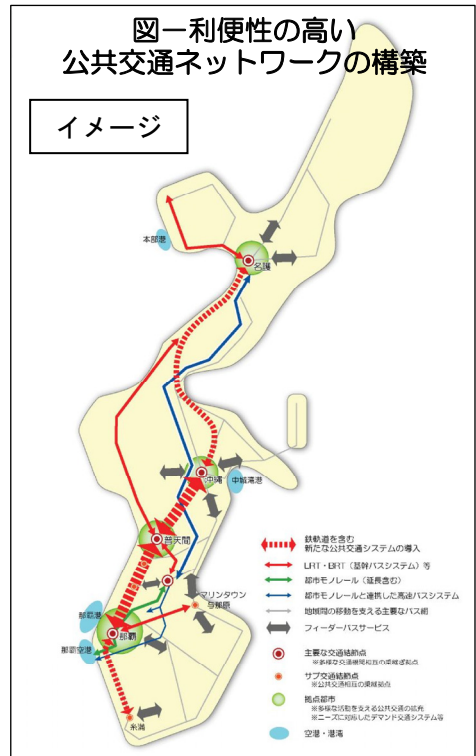 図－利便性の高い
公共交通ネットワークの構築
イメージ
本部港
名護
沖縄
中城湾港
普天間
マリンタウン
与那原
那覇港
那覇
那覇空港
糸満
鉄軌道を含む
新たな公共交通システムの導入
LRT・BRT（基幹バスシステム）等
都市モノレール（延長含む）
都市モノレールと連携した高速バスシステム
地域間の移動を支える主要なバス網
フィーダーバスサービス
主要な交通結節点
※多様な交通機関相互の乗継ぎ拠点
サブ交通結節点
※公共交通相互の乗継拠点
拠点都市
※多様な活動を支える公共交通の拡充
※ニーズに対応したデマンド交通システム等
空港・港湾